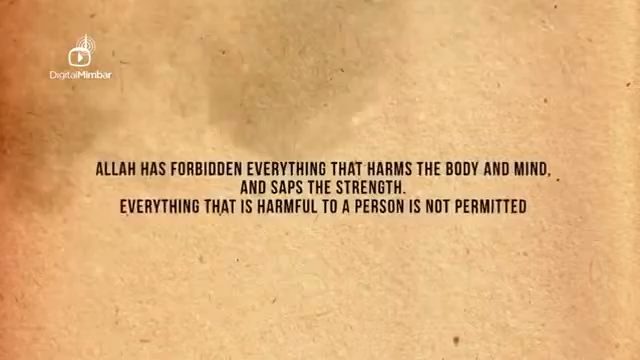 DigitalMimbar
ALLAH HAS FORBIDDEN EVERYTHING THAT HARMS THE BODY AND MIND,
AND SAPS THE STRENGTH.
EVERYTHING THAT IS HARMFUL TO A PERSON IS NOT PERMITTED